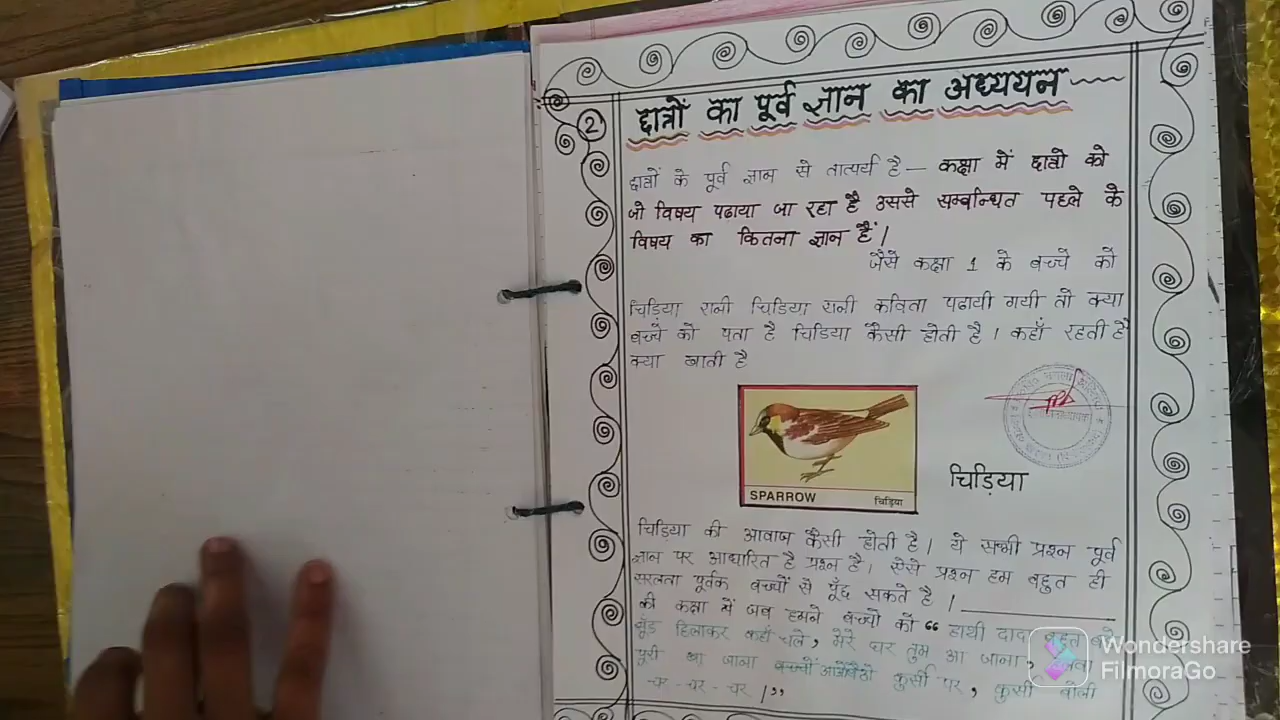 2
छात्रों का पूर्व ज्ञान का अध्ययन
छात्रों के पूर्व ज्ञान से तात्पर्य है — कक्षा में छात्रो को
जो विषय पढाया जा रहा है उससे सम्बन्धित पहले के
विषय का कितना ज्ञान हैं।
जैसे कक्षा 1 के बच्चे को
चिड़िया रानी चिडिया रानी कविता पढायी गयी तो क्या
बच्चे को पता है चिडिया कैसी होती है। कहाँ रहती है
क्या खाती है
SPARROW चिड़िया
चिड़िया
चिड़िया की आवाज कैसी होती है। ये सभी प्रश्न पूर्व
ज्ञान पर आधारित है प्रश्न है। ऐसे प्रश्न हम बहुत ही
सरलता पूर्वक बच्चों से पूँछ सकते है।
की कक्षा में जब हमने बच्चो को “ हाथी दादा बहुत
सूँड हिलाकर कहाँ चले, मेरे घर तुम आ जाना,
पूरी खा जाना बच्चों कुर्सी पर, कुर्सी बोली
-चर -चर - चर।”
Wondershare
FilmoraGo